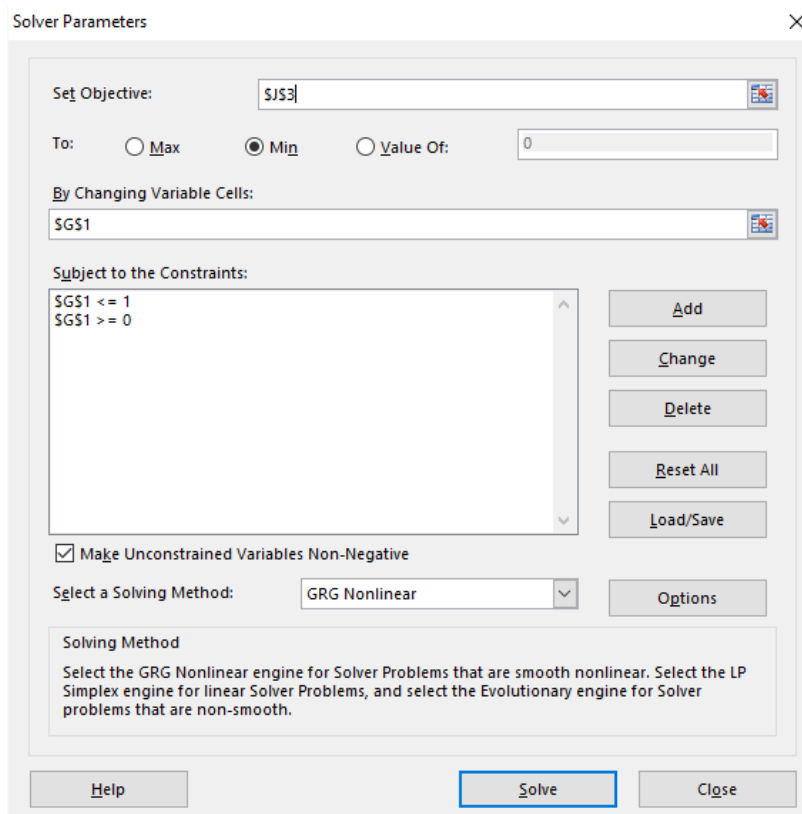 Solver Parameters
Set Objective:
$J$3
To:
Max
Min
Value Of:
0
By Changing Variable Cells:
$G$1
Subject to the Constraints:
$G$1 <= 1
$G$1 >= 0
Add
Change
Delete
Reset All
Load/Save
Make Unconstrained Variables Non-Negative
Select a Solving Method:
GRG Nonlinear
Options
Solving Method
Select the GRG Nonlinear engine for Solver Problems that are smooth nonlinear. Select the LP
Simplex engine for linear Solver Problems, and select the Evolutionary engine for Solver
problems that are non-smooth.
Help
Solve
Close